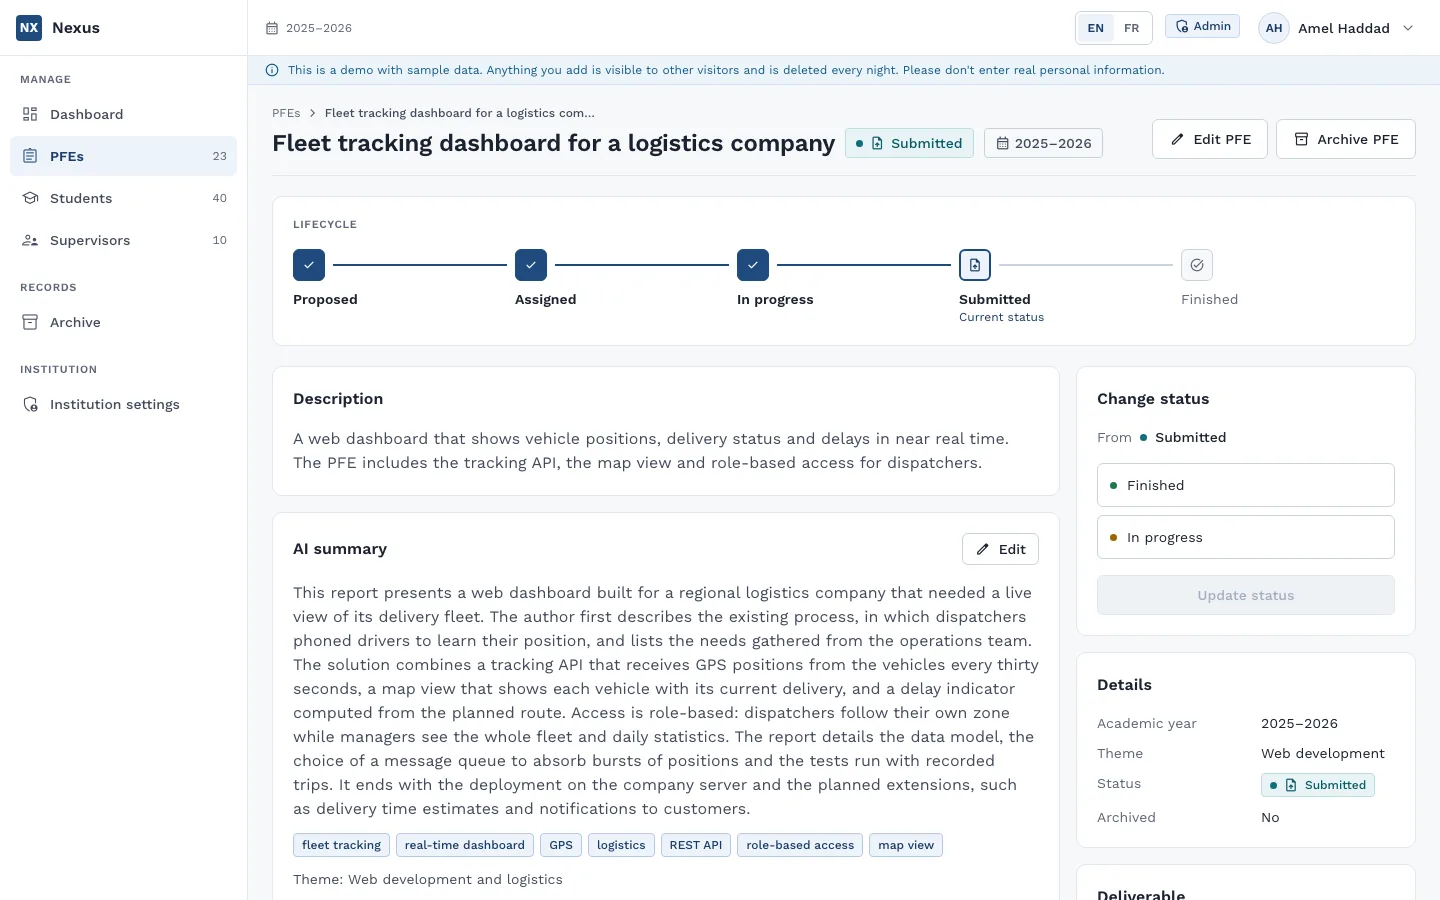 NX Nexus
MANAGE
Dashboard
PFEs 23
Students 40
Supervisors 10
RECORDS
Archive
INSTITUTION
Institution settings
2025–2026
EN FR
Admin
AH Amel Haddad
This is a demo with sample data. Anything you add is visible to other visitors and is deleted every night. Please don't enter real personal information.
PFEs > Fleet tracking dashboard for a logistics com...
Fleet tracking dashboard for a logistics company
Submitted
2025–2026
Edit PFE
Archive PFE
LIFECYCLE
Proposed
Assigned
In progress
Submitted
Current status
Finished
Description
A web dashboard that shows vehicle positions, delivery status and delays in near real time.
The PFE includes the tracking API, the map view and role-based access for dispatchers.
AI summary
Edit
This report presents a web dashboard built for a regional logistics company that needed a live
view of its delivery fleet. The author first describes the existing process, in which dispatchers
phoned drivers to learn their position, and lists the needs gathered from the operations team.
The solution combines a tracking API that receives GPS positions from the vehicles every thirty
seconds, a map view that shows each vehicle with its current delivery, and a delay indicator
computed from the planned route. Access is role-based: dispatchers follow their own zone
while managers see the whole fleet and daily statistics. The report details the data model, the
choice of a message queue to absorb bursts of positions and the tests run with recorded
trips. It ends with the deployment on the company server and the planned extensions, such
as delivery time estimates and notifications to customers.
fleet tracking real-time dashboard GPS logistics REST API role-based access map view
Theme: Web development and logistics
Change status
From Submitted
Finished
In progress
Update status
Details
Academic year 2025–2026
Theme Web development
Status Submitted
Archived No
Deliverable